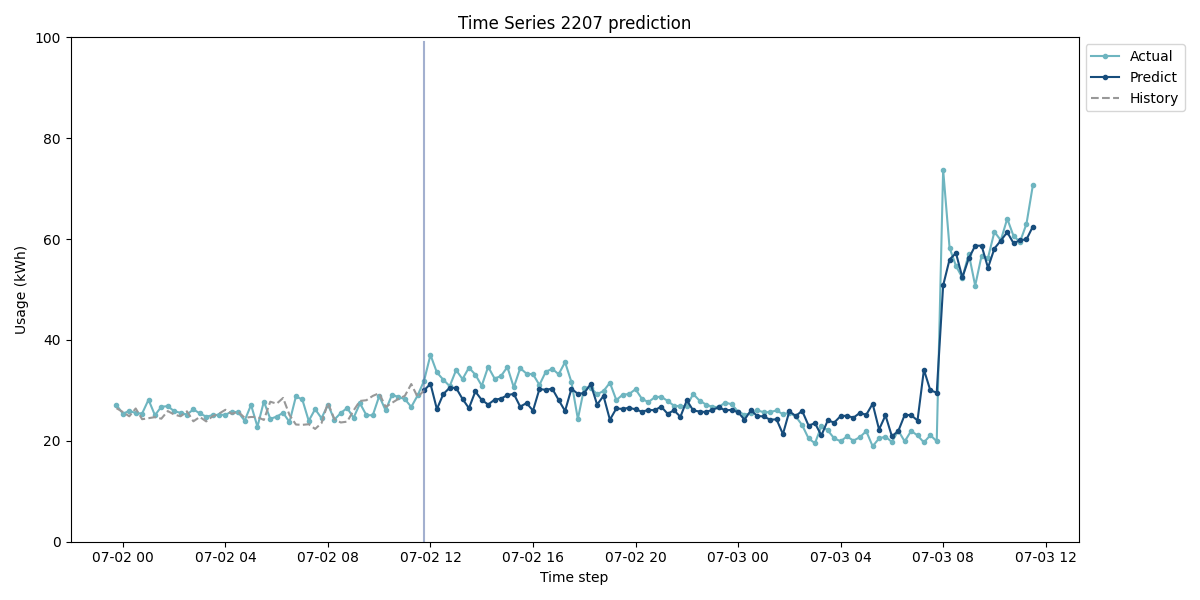 Time Series 2207 prediction
100
80
60
40
20
0
Usage (kWh)
07-02 00
07-02 04
07-02 08
07-02 12
07-02 16
07-02 20
07-03 00
07-03 04
07-03 08
07-03 12
Time step
Actual
Predict
History